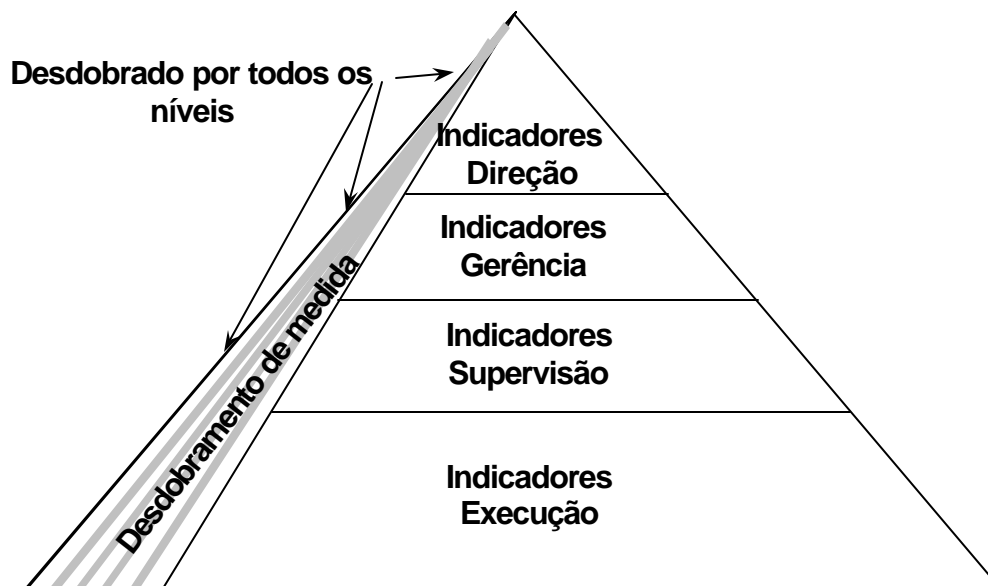 Desdobrado por todos os
níveis
Indicadores
Direção
Indicadores
Gerência
Indicadores
Supervisão
Indicadores
Execução
Desdobramento de medida